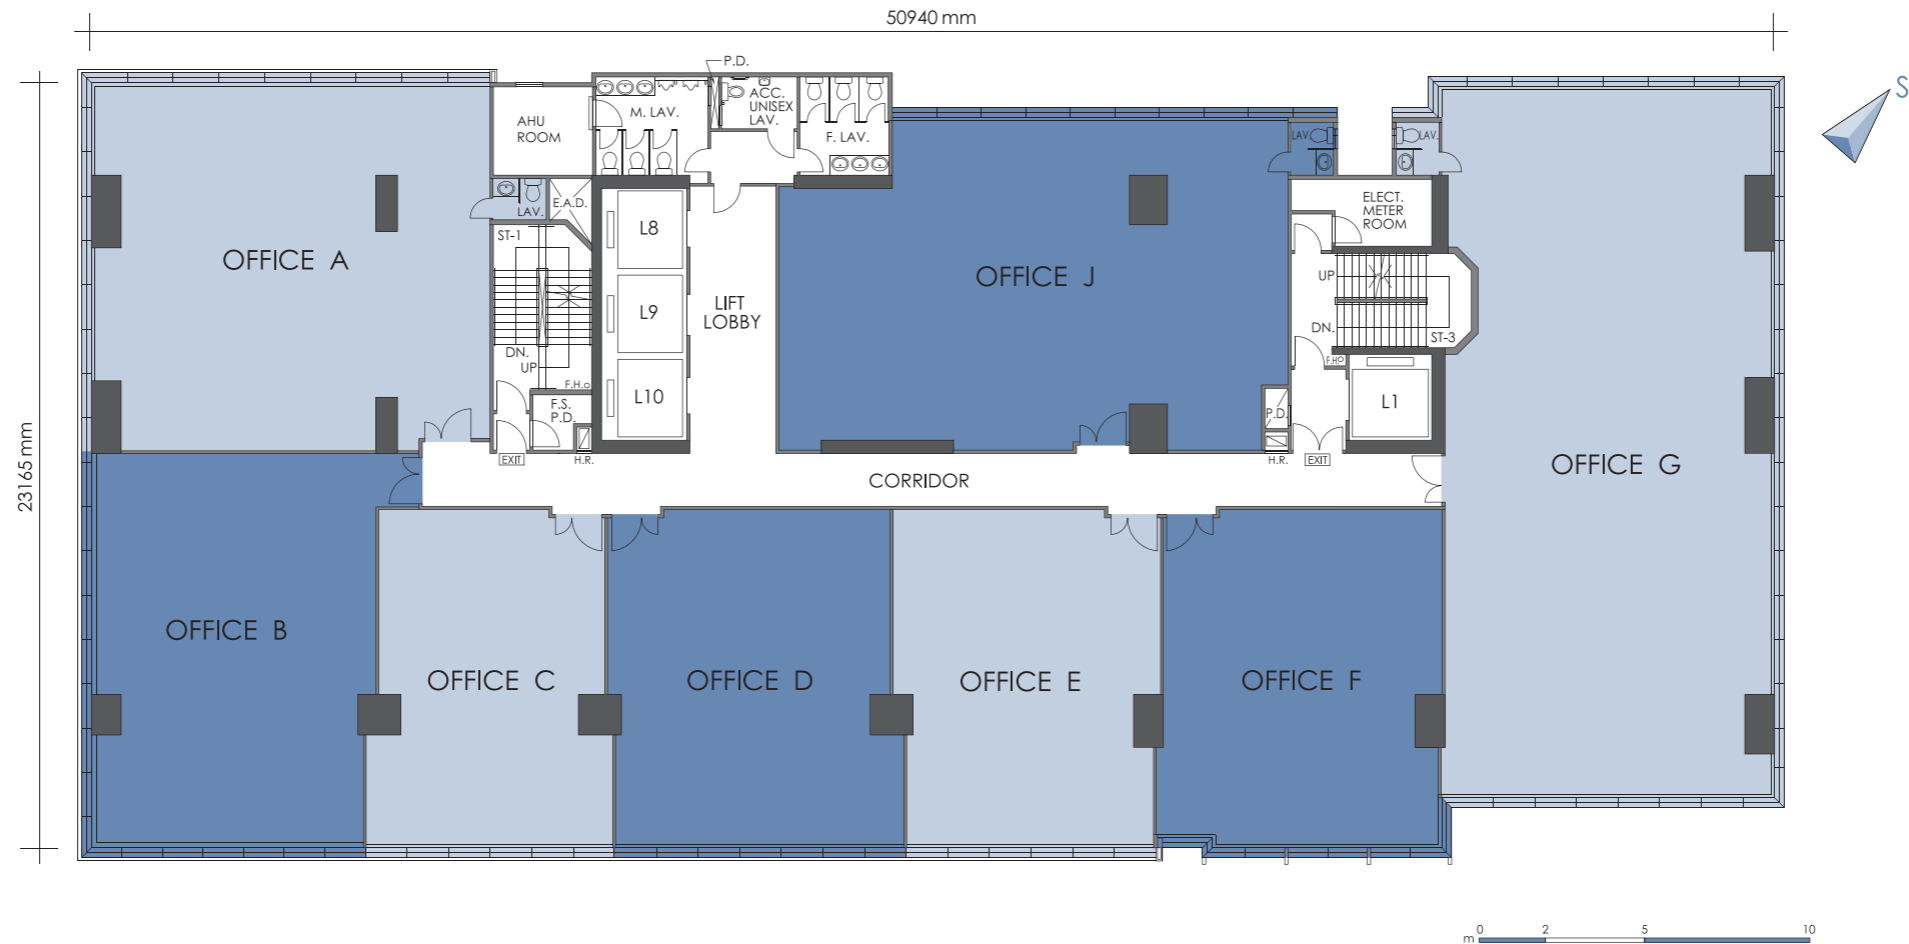 50940 mm
P.D.
S
ACC.
UNISEX
LAV.
M. LAV.
AHU
ROOM
F. LAV.
LAV.
LAV.
E.A.D.
LAV.
ELECT.
METER
ROOM
L8
ST-1
OFFICE A
OFFICE J
UP
LIFT
LOBBY
L9
DN.
ST-3
DN.
UP
F.H.
F.H.
L10
F.S.
P.D.
P.D.
L1
EXIT
H.R.
H.R.
EXIT
23165 mm
CORRIDOR
OFFICE G
OFFICE B
OFFICE C
OFFICE D
OFFICE E
OFFICE F
m 0 2 5 10